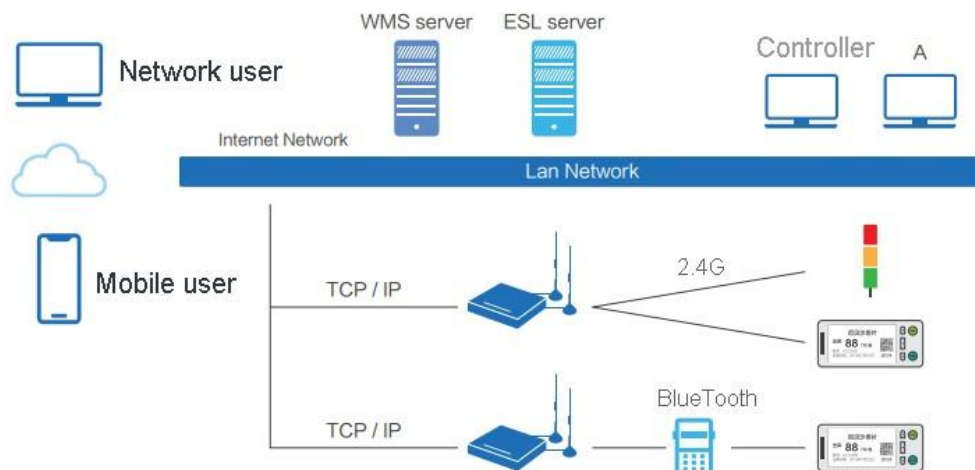 WMS server
ESL server
Network user
Controller
A
Internet Network
Lan Network
Mobile user
TCP / IP
2.4G
88
TCP / IP
BlueTooth
88